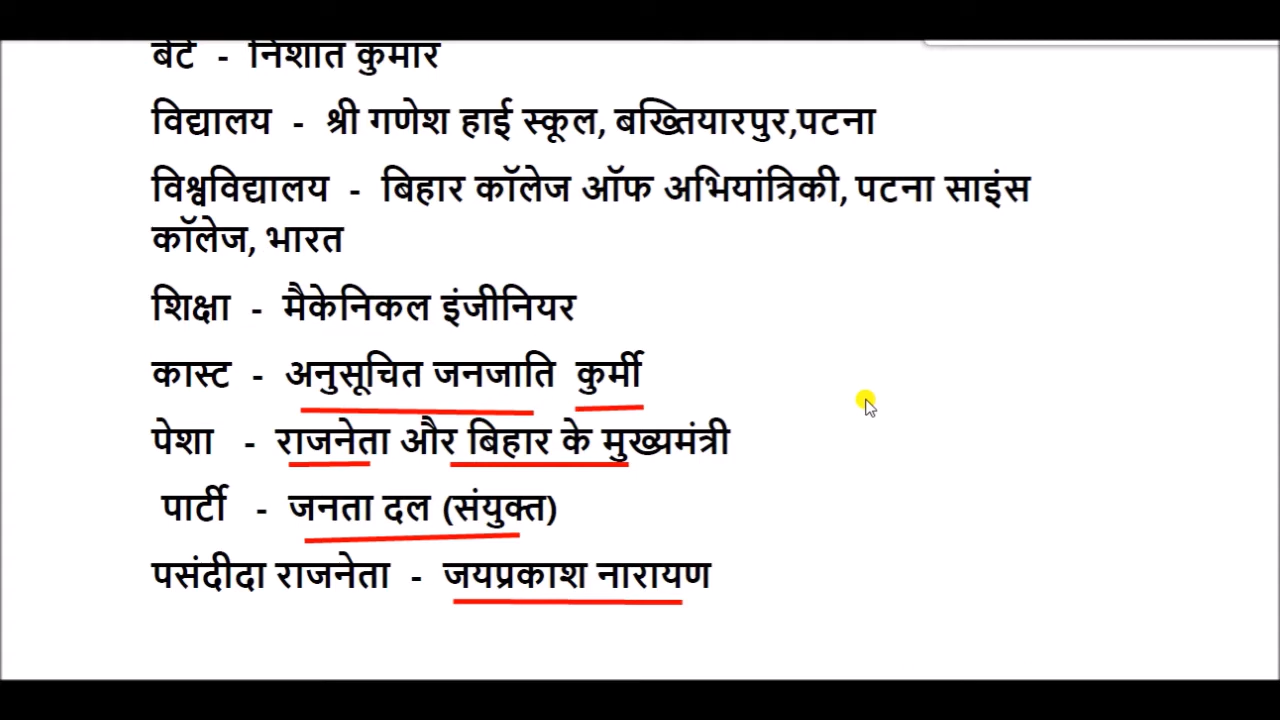 बेटे - निशांत कुमार
विद्यालय - श्री गणेश हाई स्कूल, बख्तियारपुर,पटना
विश्वविद्यालय - बिहार कॉलेज ऑफ अभियांत्रिकी, पटना साइंस
कॉलेज, भारत
शिक्षा - मैकेनिकल इंजीनियर
कास्ट - अनुसूचित जनजाति कुर्मी
पेशा - राजनेता और बिहार के मुख्यमंत्री
पार्टी - जनता दल (संयुक्त)
पसंदीदा राजनेता - जयप्रकाश नारायण